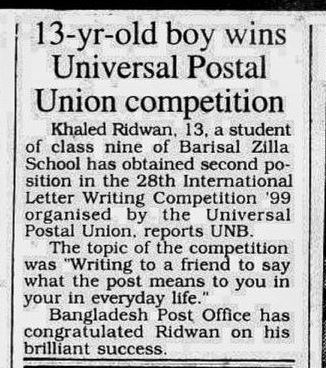 13-yr-old boy wins
Universal Postal
Union competition
Khaled Ridwan, 13, a student
of class nine of Barisal Zilla
School has obtained second po-
sition in the 28th International
Letter Writing Competition '99
organised by the Universal
Postal Union, reports UNB.
The topic of the competition
was "Writing to a friend to say
what the post means to you in
your in everyday life."
Bangladesh Post Office has
congratulated Ridwan on his
brilliant success.